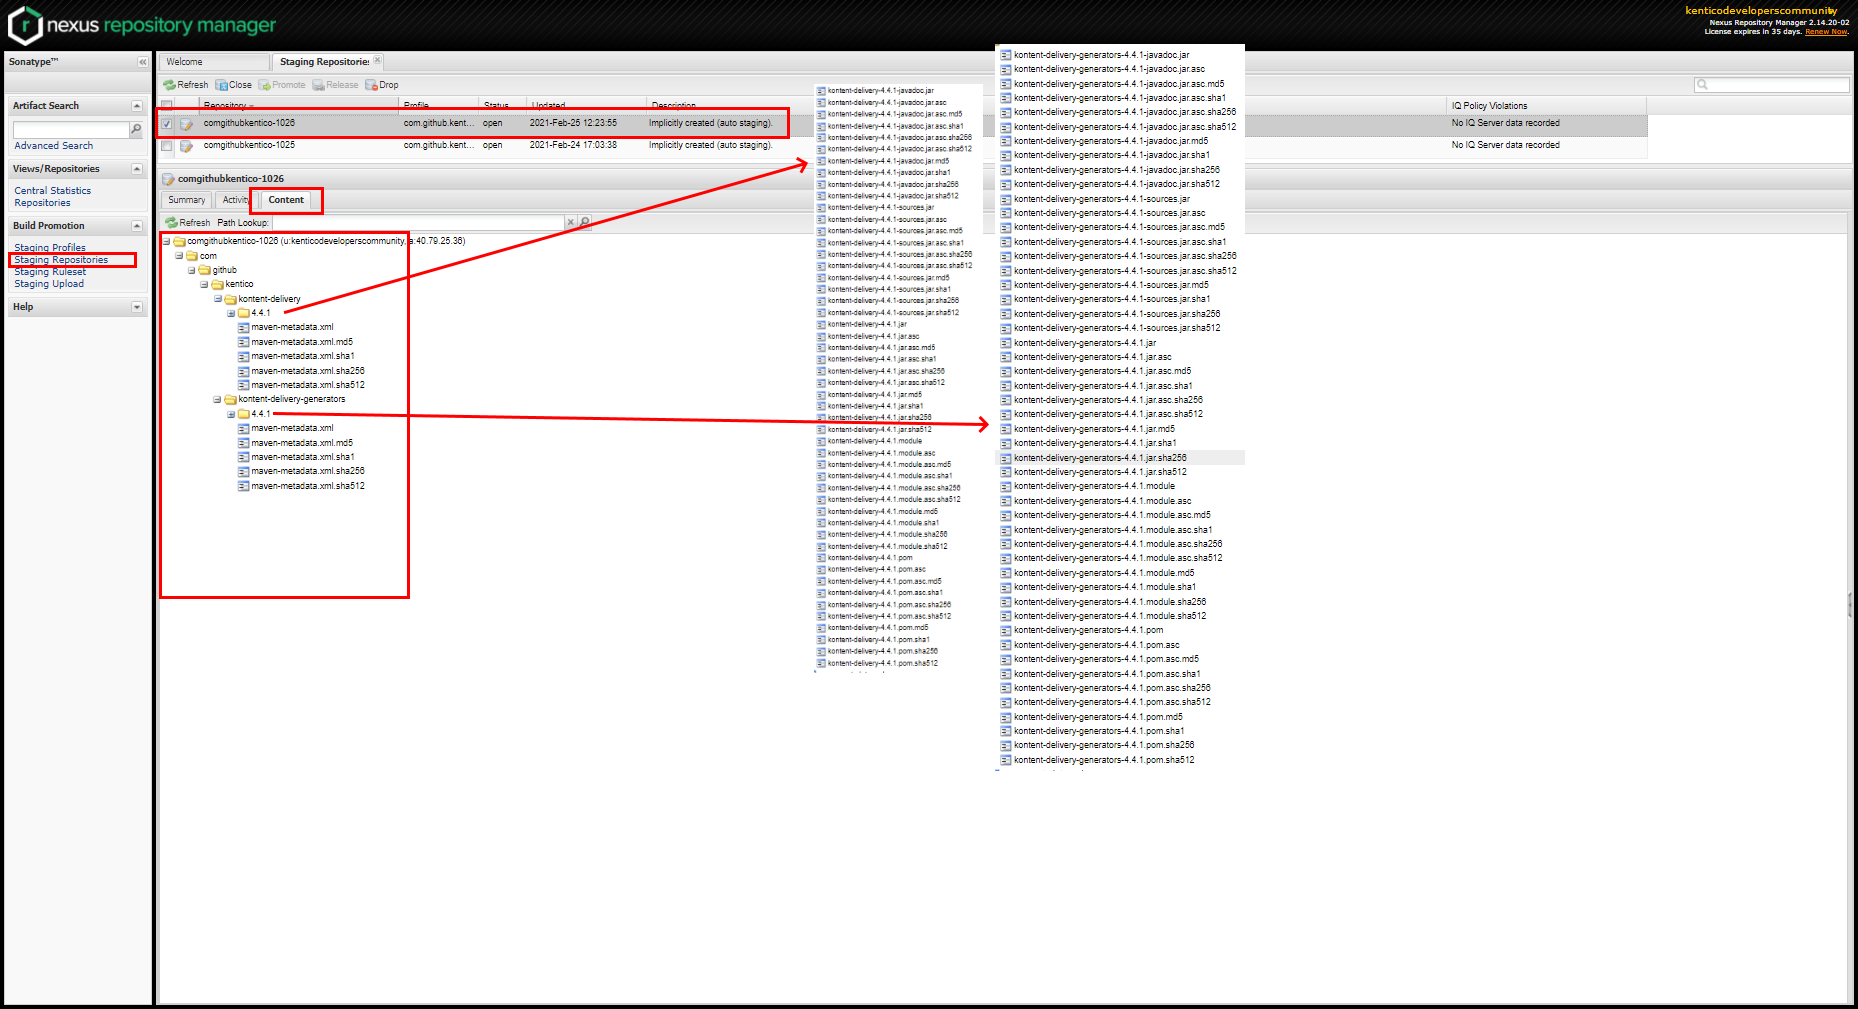 nexus repository manager
kenticodeveloperscommunity
Nexus Repository Manager 2.14.20-02
License expires in 35 days. Renew Now.
Sonatype™
Artifact Search
Advanced Search
Views/Repositories
Central Statistics
Repositories
Build Promotion
Staging Profiles
Staging Repositories
Staging Ruleset
Staging Upload
Help
Welcome
Staging Repositories
Refresh Close Promote Release Drop
Repository Profile Status Updated Description IQ Policy Violations
comgithubkentico-1026 com.github.kent... open 2021-Feb-25 12:23:55 Implicitly created (auto staging). No IQ Server data recorded
comgithubkentico-1025 com.github.kent... open 2021-Feb-24 17:03:38 Implicitly created (auto staging). No IQ Server data recorded
comgithubkentico-1026
Summary Activity Content
Refresh Path Lookup:
comgithubkentico-1026 (u:kenticodeveloperscommunity, a:40.79.25.36)
com
github
kentico
kontent-delivery
4.4.1
maven-metadata.xml
maven-metadata.xml.md5
maven-metadata.xml.sha1
maven-metadata.xml.sha256
maven-metadata.xml.sha512
kontent-delivery-generators
4.4.1
maven-metadata.xml
maven-metadata.xml.md5
maven-metadata.xml.sha1
maven-metadata.xml.sha256
maven-metadata.xml.sha512
kontent-delivery-4.4.1-javadoc.jar
kontent-delivery-4.4.1-javadoc.jar.asc
kontent-delivery-4.4.1-javadoc.jar.asc.md5
kontent-delivery-4.4.1-javadoc.jar.asc.sha1
kontent-delivery-4.4.1-javadoc.jar.asc.sha256
kontent-delivery-4.4.1-javadoc.jar.asc.sha512
kontent-delivery-4.4.1-javadoc.jar.md5
kontent-delivery-4.4.1-javadoc.jar.sha1
kontent-delivery-4.4.1-javadoc.jar.sha256
kontent-delivery-4.4.1-javadoc.jar.sha512
kontent-delivery-4.4.1-sources.jar
kontent-delivery-4.4.1-sources.jar.asc
kontent-delivery-4.4.1-sources.jar.asc.md5
kontent-delivery-4.4.1-sources.jar.asc.sha1
kontent-delivery-4.4.1-sources.jar.asc.sha256
kontent-delivery-4.4.1-sources.jar.asc.sha512
kontent-delivery-4.4.1-sources.jar.md5
kontent-delivery-4.4.1-sources.jar.sha1
kontent-delivery-4.4.1-sources.jar.sha256
kontent-delivery-4.4.1-sources.jar.sha512
kontent-delivery-4.4.1.jar
kontent-delivery-4.4.1.jar.asc
kontent-delivery-4.4.1.jar.asc.md5
kontent-delivery-4.4.1.jar.asc.sha1
kontent-delivery-4.4.1.jar.asc.sha256
kontent-delivery-4.4.1.jar.asc.sha512
kontent-delivery-4.4.1.jar.md5
kontent-delivery-4.4.1.jar.sha1
kontent-delivery-4.4.1.jar.sha256
kontent-delivery-4.4.1.jar.sha512
kontent-delivery-4.4.1.module
kontent-delivery-4.4.1.module.asc
kontent-delivery-4.4.1.module.asc.md5
kontent-delivery-4.4.1.module.asc.sha1
kontent-delivery-4.4.1.module.asc.sha256
kontent-delivery-4.4.1.module.asc.sha512
kontent-delivery-4.4.1.module.md5
kontent-delivery-4.4.1.module.sha1
kontent-delivery-4.4.1.module.sha256
kontent-delivery-4.4.1.module.sha512
kontent-delivery-4.4.1.pom
kontent-delivery-4.4.1.pom.asc
kontent-delivery-4.4.1.pom.asc.md5
kontent-delivery-4.4.1.pom.asc.sha1
kontent-delivery-4.4.1.pom.asc.sha256
kontent-delivery-4.4.1.pom.asc.sha512
kontent-delivery-4.4.1.pom.md5
kontent-delivery-4.4.1.pom.sha1
kontent-delivery-4.4.1.pom.sha256
kontent-delivery-4.4.1.pom.sha512
kontent-delivery-generators-4.4.1-javadoc.jar
kontent-delivery-generators-4.4.1-javadoc.jar.asc
kontent-delivery-generators-4.4.1-javadoc.jar.asc.md5
kontent-delivery-generators-4.4.1-javadoc.jar.asc.sha1
kontent-delivery-generators-4.4.1-javadoc.jar.asc.sha256
kontent-delivery-generators-4.4.1-javadoc.jar.asc.sha512
kontent-delivery-generators-4.4.1-javadoc.jar.md5
kontent-delivery-generators-4.4.1-javadoc.jar.sha1
kontent-delivery-generators-4.4.1-javadoc.jar.sha256
kontent-delivery-generators-4.4.1-javadoc.jar.sha512
kontent-delivery-generators-4.4.1-sources.jar
kontent-delivery-generators-4.4.1-sources.jar.asc
kontent-delivery-generators-4.4.1-sources.jar.asc.md5
kontent-delivery-generators-4.4.1-sources.jar.asc.sha1
kontent-delivery-generators-4.4.1-sources.jar.asc.sha256
kontent-delivery-generators-4.4.1-sources.jar.asc.sha512
kontent-delivery-generators-4.4.1-sources.jar.md5
kontent-delivery-generators-4.4.1-sources.jar.sha1
kontent-delivery-generators-4.4.1-sources.jar.sha256
kontent-delivery-generators-4.4.1-sources.jar.sha512
kontent-delivery-generators-4.4.1.jar
kontent-delivery-generators-4.4.1.jar.asc
kontent-delivery-generators-4.4.1.jar.asc.md5
kontent-delivery-generators-4.4.1.jar.asc.sha1
kontent-delivery-generators-4.4.1.jar.asc.sha256
kontent-delivery-generators-4.4.1.jar.asc.sha512
kontent-delivery-generators-4.4.1.jar.md5
kontent-delivery-generators-4.4.1.jar.sha1
kontent-delivery-generators-4.4.1.jar.sha256
kontent-delivery-generators-4.4.1.jar.sha512
kontent-delivery-generators-4.4.1.module
kontent-delivery-generators-4.4.1.module.asc
kontent-delivery-generators-4.4.1.module.asc.md5
kontent-delivery-generators-4.4.1.module.asc.sha1
kontent-delivery-generators-4.4.1.module.asc.sha256
kontent-delivery-generators-4.4.1.module.asc.sha512
kontent-delivery-generators-4.4.1.module.md5
kontent-delivery-generators-4.4.1.module.sha1
kontent-delivery-generators-4.4.1.module.sha256
kontent-delivery-generators-4.4.1.module.sha512
kontent-delivery-generators-4.4.1.pom
kontent-delivery-generators-4.4.1.pom.asc
kontent-delivery-generators-4.4.1.pom.asc.md5
kontent-delivery-generators-4.4.1.pom.asc.sha1
kontent-delivery-generators-4.4.1.pom.asc.sha256
kontent-delivery-generators-4.4.1.pom.asc.sha512
kontent-delivery-generators-4.4.1.pom.md5
kontent-delivery-generators-4.4.1.pom.sha1
kontent-delivery-generators-4.4.1.pom.sha256
kontent-delivery-generators-4.4.1.pom.sha512